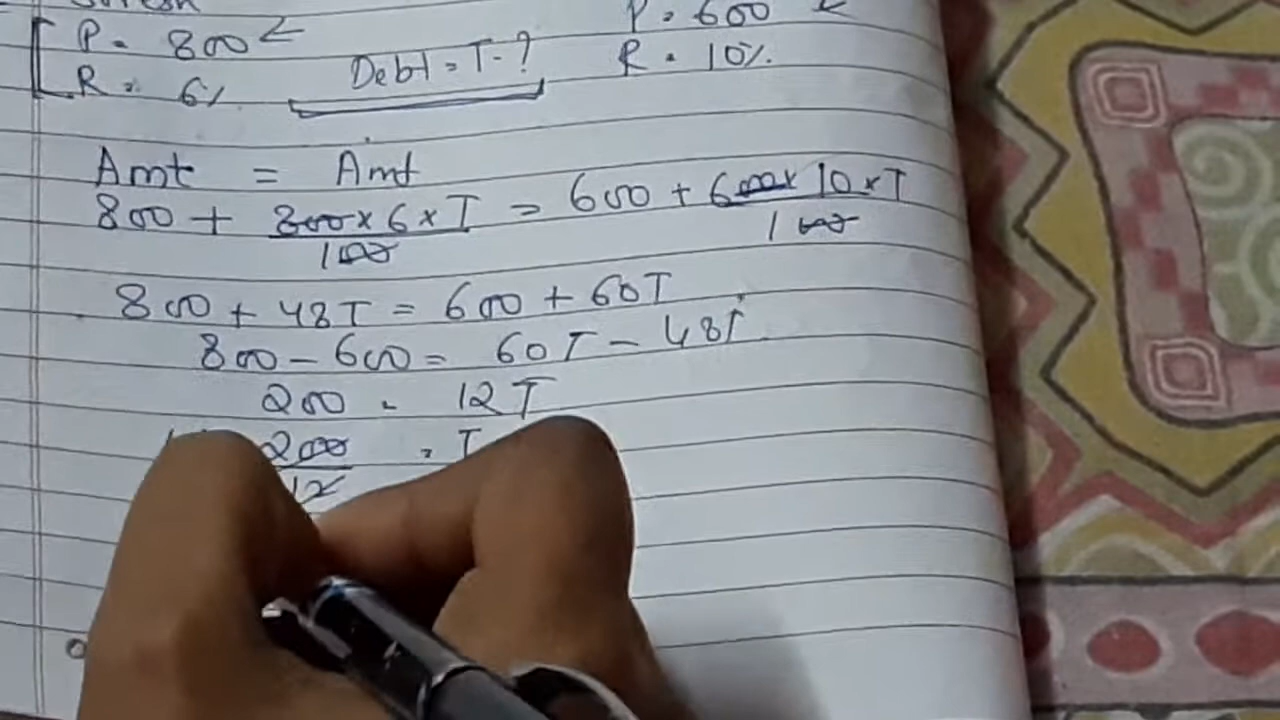 P = 800 ←
P = 600 ←
R = 6%
Debt = T - ?
R = 10%
Amt = Amt
800 + 800 × 6 × T / 100 = 600 + 600 × 10 × T / 100
800 + 48T = 600 + 60T
800 - 600 = 60T - 48T
200 = 12T
200 / 12 = T